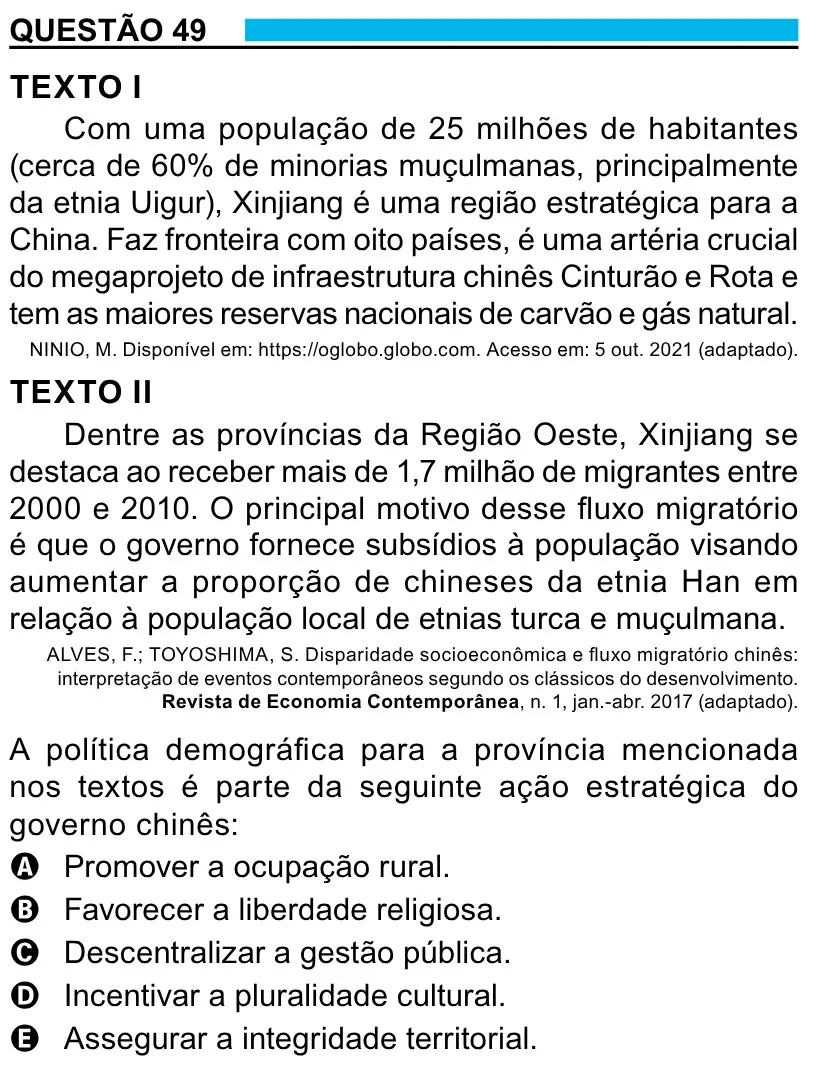 QUESTÃO 49
TEXTO I
Com uma população de 25 milhões de habitantes
(cerca de 60% de minorias muçulmanas, principalmente
da etnia Uigur), Xinjiang é uma região estratégica para a
China. Faz fronteira com oito países, é uma artéria crucial
do megaprojeto de infraestrutura chinês Cinturão e Rota e
tem as maiores reservas nacionais de carvão e gás natural.
NINIO, M. Disponível em: https://oglobo.globo.com. Acesso em: 5 out. 2021 (adaptado).
TEXTO II
Dentre as províncias da Região Oeste, Xinjiang se
destaca ao receber mais de 1,7 milhão de migrantes entre
2000 e 2010. O principal motivo desse fluxo migratório
é que o governo fornece subsídios à população visando
aumentar a proporção de chineses da etnia Han em
relação à população local de etnias turca e muçulmana.
ALVES, F.; TOYOSHIMA, S. Disparidade socioeconômica e fluxo migratório chinês:
interpretação de eventos contemporâneos segundo os clássicos do desenvolvimento.
Revista de Economia Contemporânea, n. 1, jan.-abr. 2017 (adaptado).
A política demográfica para a província mencionada
nos textos é parte da seguinte ação estratégica do
governo chinês:
A Promover a ocupação rural.
B Favorecer a liberdade religiosa.
C Descentralizar a gestão pública.
D Incentivar a pluralidade cultural.
E Assegurar a integridade territorial.